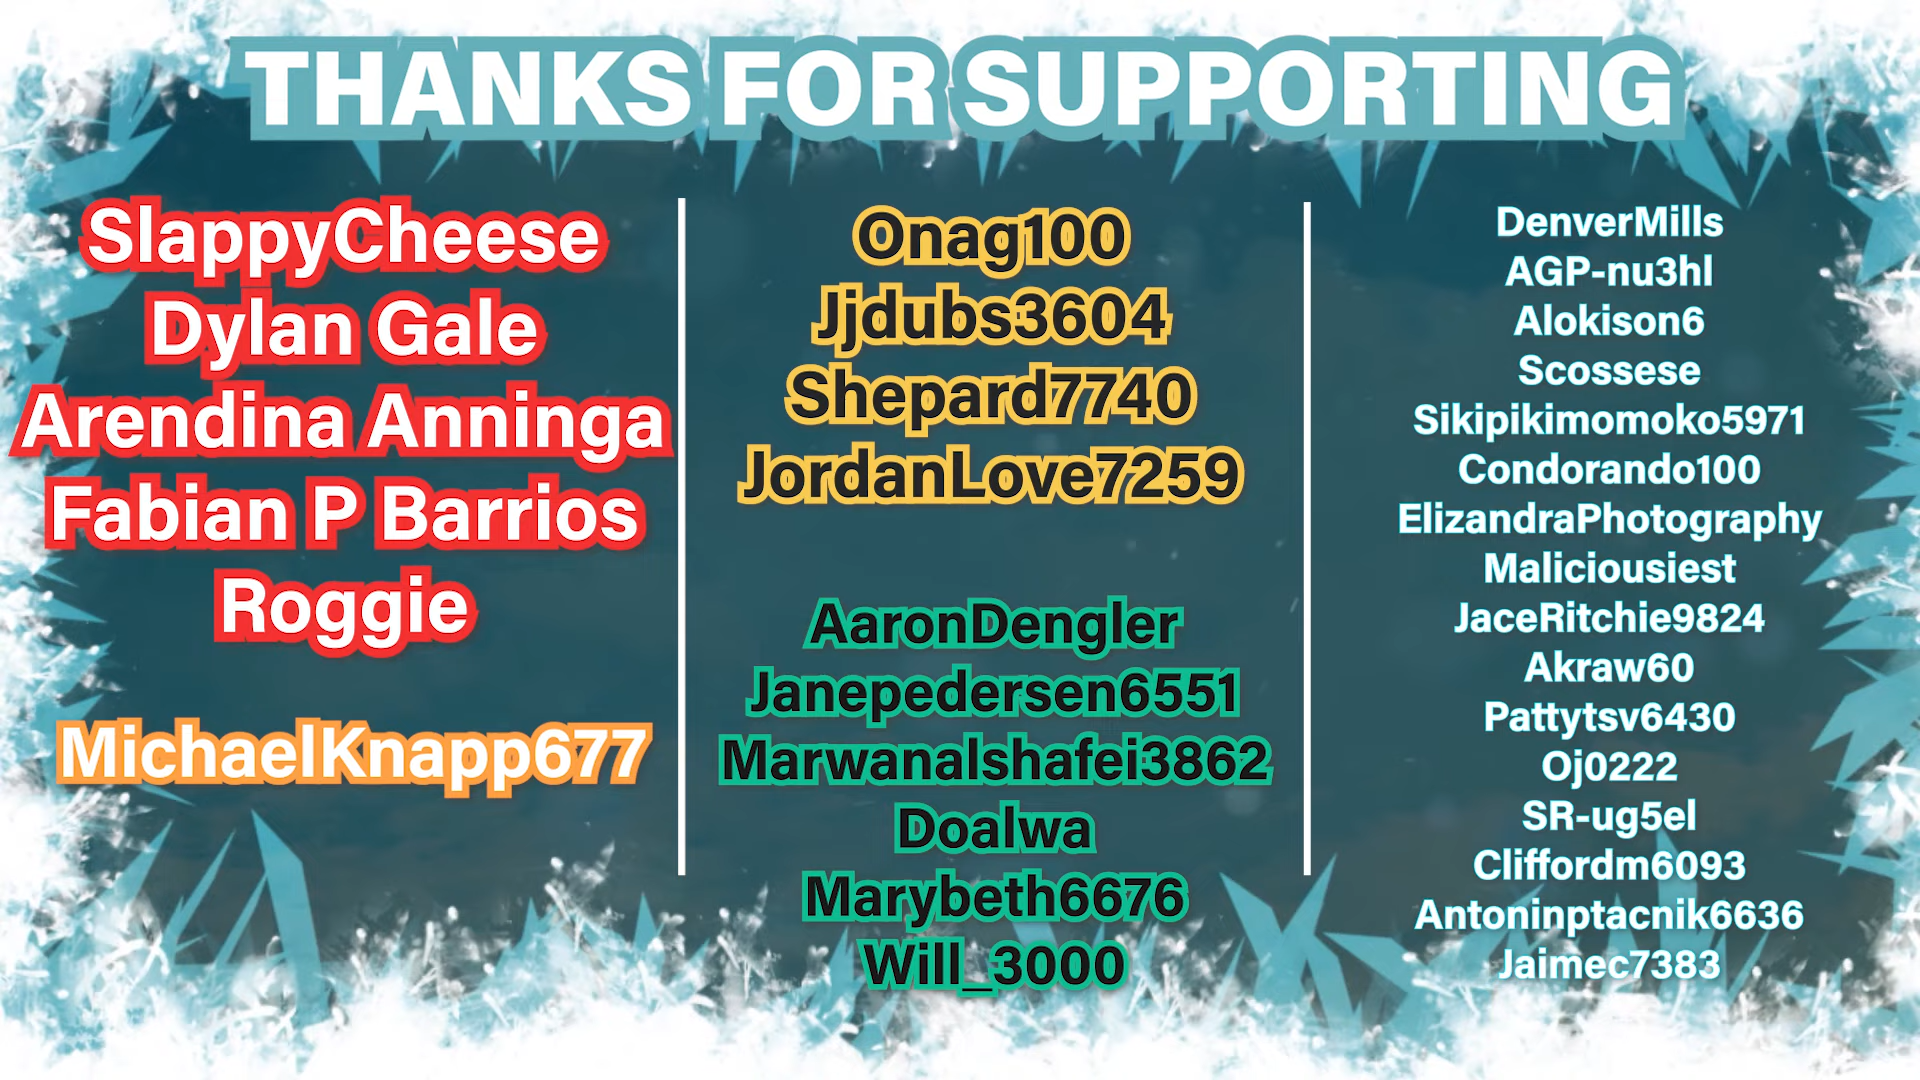 THANKS FOR SUPPORTING
SlappyCheese
Dylan Gale
Arendina Anninga
Fabian P Barrios
Roggie
MichaelKnapp677
Onag100
Jjdubs3604
Shepard7740
JordanLove7259
AaronDengler
Janepedersen6551
Marwanalshafei3862
Doalwa
Marybeth6676
Will_3000
DenverMills
AGP-nu3hl
Alokison6
Scossese
Sikipikimomoko5971
Condorando100
ElizandraPhotography
Maliciousiest
JaceRitchie9824
Akraw60
Pattytsv6430
Oj0222
SR-ug5el
Cliffordm6093
Antoninptacnik6636
Jaimec7383